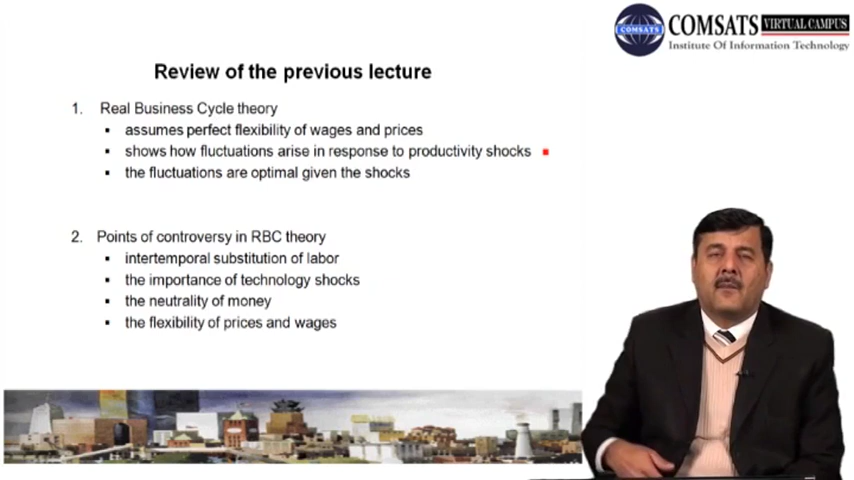 COMSATS VIRTUAL CAMPUS
Institute Of Information Technology
COMSATS
Review of the previous lecture
1. Real Business Cycle theory
▪ assumes perfect flexibility of wages and prices
▪ shows how fluctuations arise in response to productivity shocks
▪ the fluctuations are optimal given the shocks
2. Points of controversy in RBC theory
▪ intertemporal substitution of labor
▪ the importance of technology shocks
▪ the neutrality of money
▪ the flexibility of prices and wages